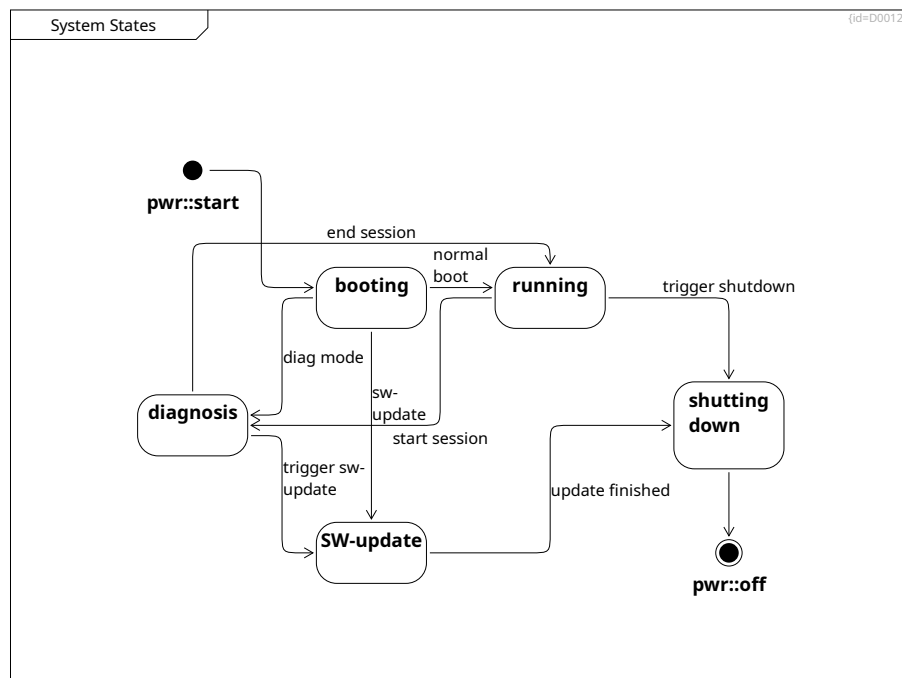 System States
{id=D0012
pwr::start
end session
normal
boot
booting
running
trigger shutdown
diag mode
sw-
update
diagnosis
shutting
down
start session
trigger sw-
update
update finished
SW-update
pwr::off